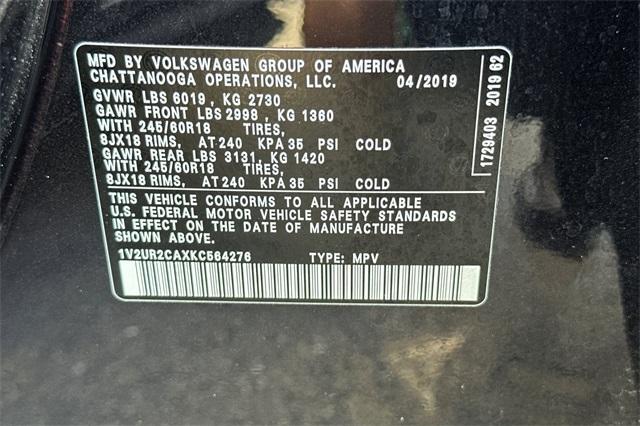 MFD BY VOLKSWAGEN GROUP OF AMERICA
CHATTANOOGA OPERATIONS, LLC. 04/2019
GVWR LBS 6019 , KG 2730
GAWR FRONT LBS 2998 , KG 1360
WITH 245/60R18 TIRES,
8JX18 RIMS, AT 240 KPA 35 PSI COLD
GAWR REAR LBS 3131, KG 1420
WITH 245/60R18 TIRES,
8JX18 RIMS, AT 240 KPA 35 PSI COLD
THIS VEHICLE CONFORMS TO ALL APPLICABLE
U.S. FEDERAL MOTOR VEHICLE SAFETY STANDARDS
IN EFFECT ON THE DATE OF MANUFACTURE
SHOWN ABOVE.
1V2UR2CAXKC564276 TYPE: MPV
1729403 2019 62